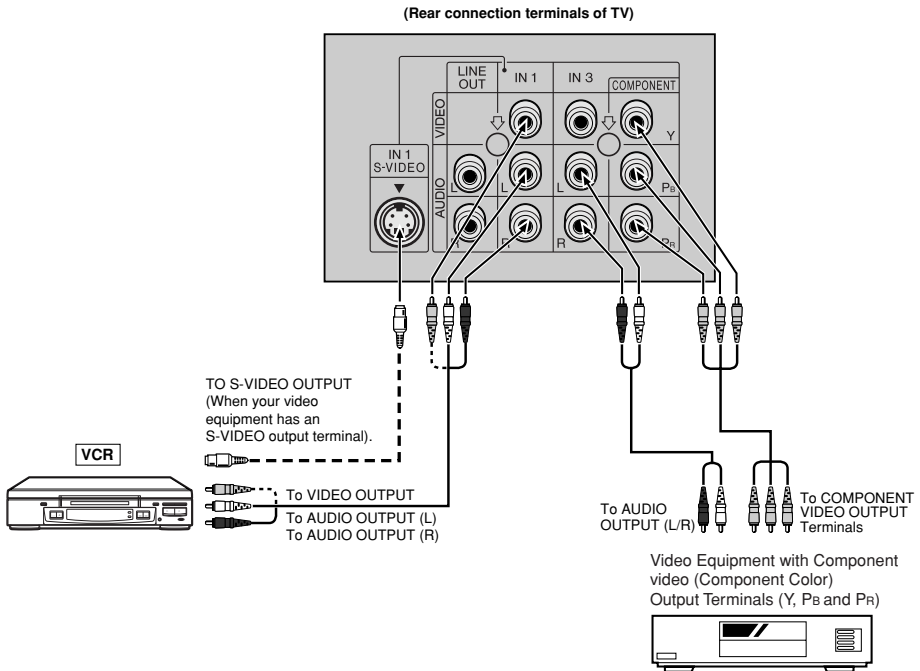 (Rear connection terminals of TV)
LINE
OUT
IN 1
IN 3
COMPONENT
VIDEO
Y
IN 1
S-VIDEO
AUDIO
L
L
L
PB
R
R
R
PR
TO S-VIDEO OUTPUT
(When your video
equipment has an
S-VIDEO output terminal).
VCR
To VIDEO OUTPUT
To AUDIO OUTPUT (L)
To AUDIO OUTPUT (R)
To AUDIO
OUTPUT (L/R)
To COMPONENT
VIDEO OUTPUT
Terminals
Video Equipment with Component
video (Component Color)
Output Terminals (Y, PB and PR)